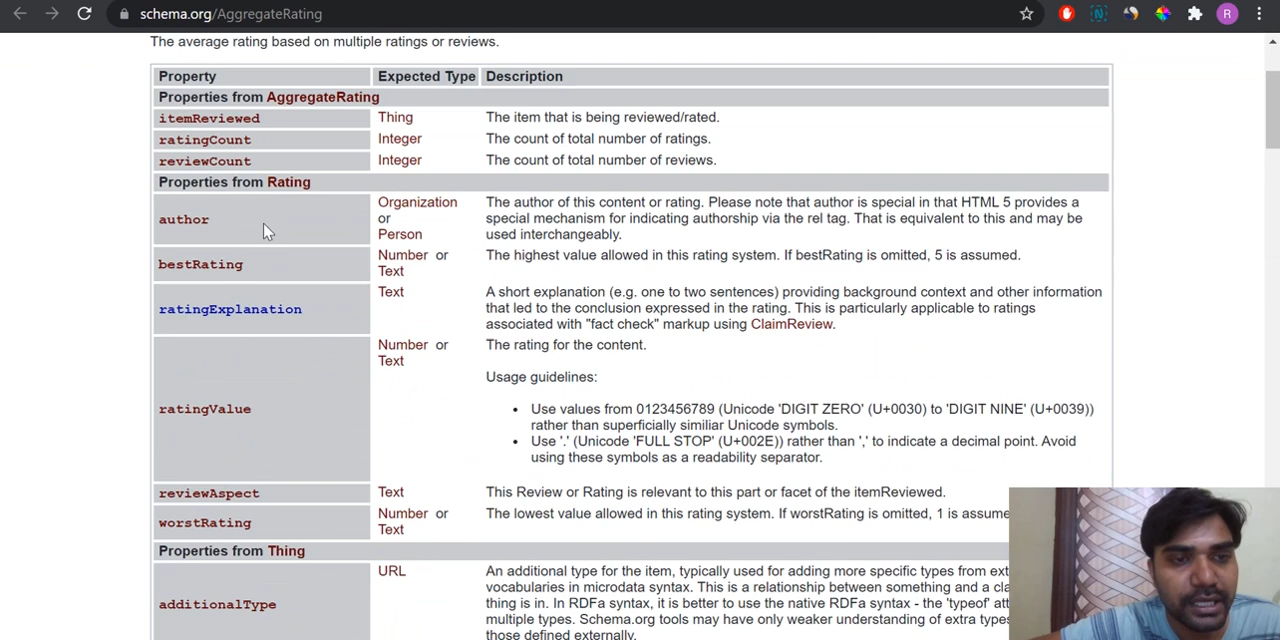 schema.org/AggregateRating
R
The average rating based on multiple ratings or reviews.
Property Expected Type Description
Properties from AggregateRating
itemReviewed Thing The item that is being reviewed/rated.
ratingCount Integer The count of total number of ratings.
reviewCount Integer The count of total number of reviews.
Properties from Rating
author Organization or Person The author of this content or rating. Please note that author is special in that HTML 5 provides a
special mechanism for indicating authorship via the rel tag. That is equivalent to this and may be
used interchangeably.
bestRating Number or Text The highest value allowed in this rating system. If bestRating is omitted, 5 is assumed.
ratingExplanation Text A short explanation (e.g. one to two sentences) providing background context and other information
that led to the conclusion expressed in the rating. This is particularly applicable to ratings
associated with "fact check" markup using ClaimReview.
ratingValue Number or Text The rating for the content.
Usage guidelines:
• Use values from 0123456789 (Unicode 'DIGIT ZERO' (U+0030) to 'DIGIT NINE' (U+0039))
rather than superficially similiar Unicode symbols.
• Use '.' (Unicode 'FULL STOP' (U+002E)) rather than ',' to indicate a decimal point. Avoid
using these symbols as a readability separator.
reviewAspect Text This Review or Rating is relevant to this part or facet of the itemReviewed.
worstRating Number or Text The lowest value allowed in this rating system. If worstRating is omitted, 1 is assume
Properties from Thing
additionalType URL An additional type for the item, typically used for adding more specific types from ext
vocabularies in microdata syntax. This is a relationship between something and a cla
thing is in. In RDFa syntax, it is better to use the native RDFa syntax - the 'typeof' att
multiple types. Schema.org tools may have only weaker understanding of extra types
those defined externally.